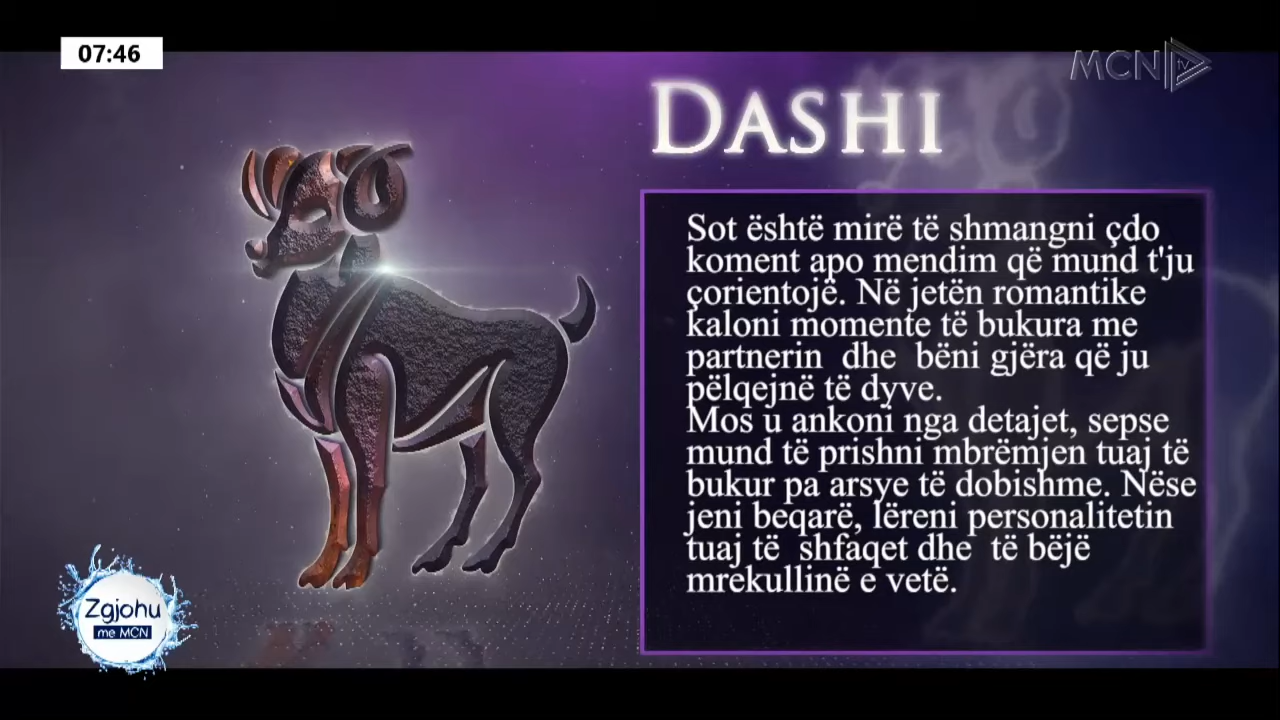 07:46
MCN TV
DASHI
Sot është mirë të shmangni çdo
koment apo mendim që mund t'ju
çorientojë. Në jetën romantike
kaloni momente të bukura me
partnerin  dhe  bëni gjëra që ju
pëlqejnë të dyve.
Mos u ankoni nga detajet, sepse
mund të prishni mbrëmjen tuaj të
bukur pa arsye të dobishme. Nëse
jeni beqarë, lëreni personalitetin
tuaj të  shfaqet dhe  të bëjë
mrekullinë e vetë.
Zgjohu
me MCN